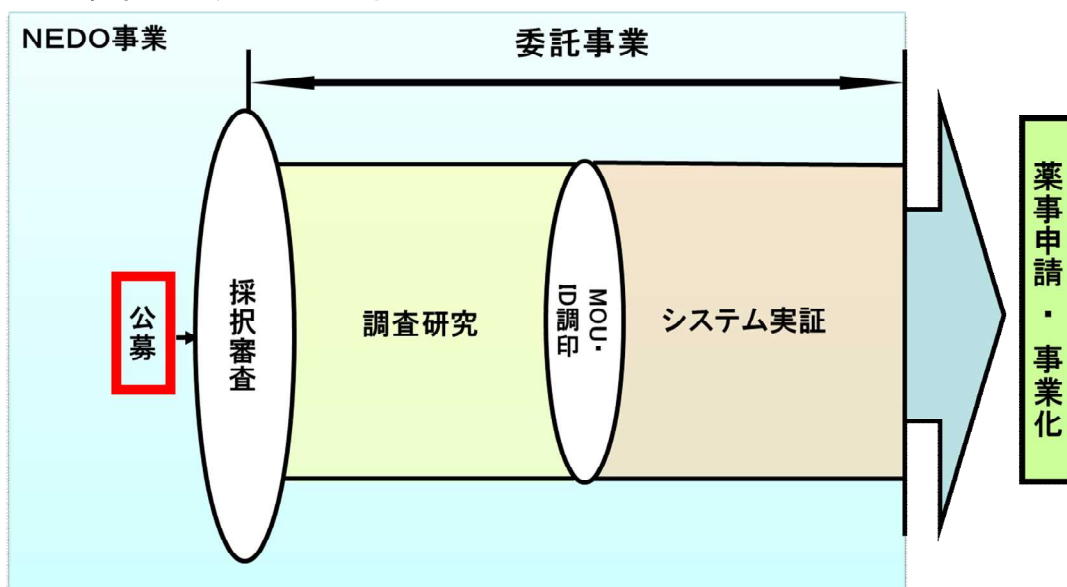 NEDO事業
委託事業
公募
採択審査
調査研究
MOU・
ID調印
システム実証
薬事申請・事業化